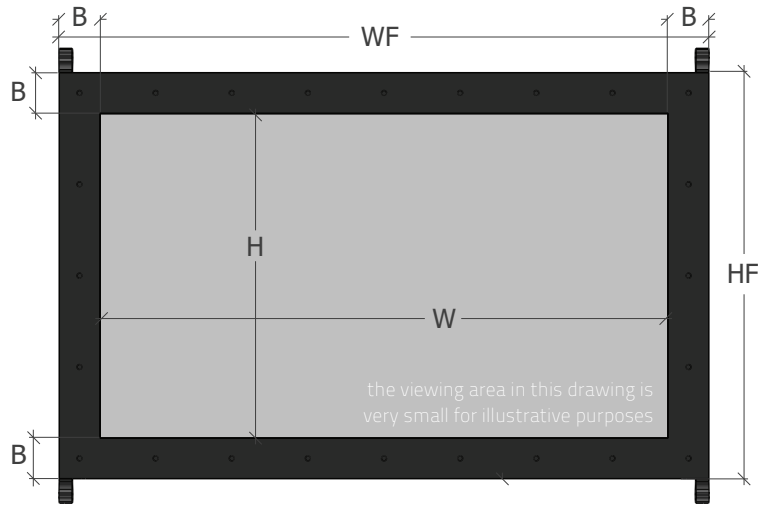 B
B
WF
B
H
HF
W
the viewing area in this drawing is
very small for illustrative purposes
B